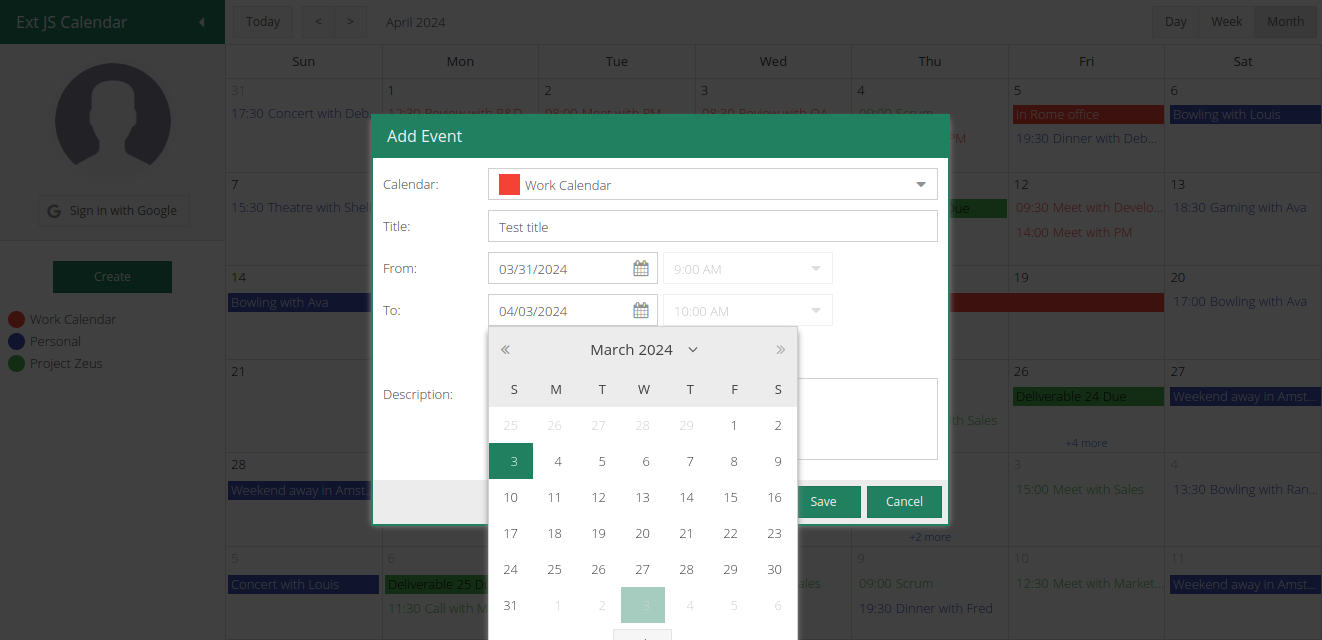 Ext JS Calendar
Today < > April 2024 Day Week Month
Sun Mon Tue Wed Thu Fri Sat
31 1 2 3 4 5 6
17:30 Concert with Deb... 12:30 Review with R&D 08:00 Meet with PM 08:30 Review with QA 09:00 Scrum In Rome office Bowling with Louis
PM 19:30 Dinner with Deb...
Add Event
Calendar: Work Calendar
Title: Test title
From: 03/31/2024 9:00 AM
To: 04/03/2024 10:00 AM
Description:
Save Cancel
« March 2024 »
S M T W T F S
25 26 27 28 29 1 2
3 4 5 6 7 8 9
10 11 12 13 14 15 16
17 18 19 20 21 22 23
24 25 26 27 28 29 30
31 1 2 3 4 5 6
Sign in with Google
Create
Work Calendar
Personal
Project Zeus
7 12 13
15:30 Theatre with Shel Due 09:30 Meet with Develo... 18:30 Gaming with Ava
14:00 Meet with PM
14 19 20
Bowling with Ava 17:00 Bowling with Ava
21 26 27
Deliverable 24 Due Weekend away in Amst...
with Sales
+4 more
28 3 4
Weekend away in Amst 15:00 Meet with Sales 13:30 Bowling with Ran...
+2 more
5 6 9 10 11
Concert with Louis Deliverable 25 D 09:00 Scrum 12:30 Meet with Market... Weekend away in Amst...
11:30 Call with M 19:30 Dinner with Fred